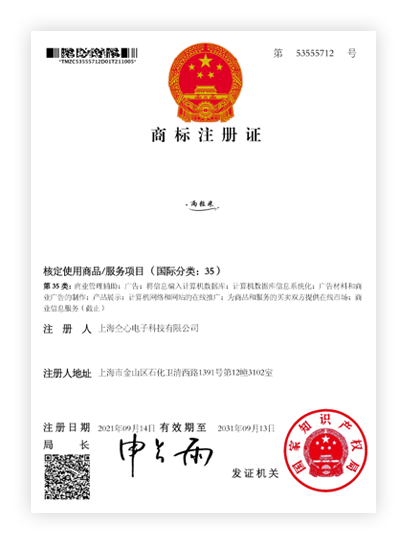 *TMZC53555712D01T211005*
第 53555712 号
商标注册证
核定使用商品/服务项目（国际分类：35）
第35类：商业管理辅助；广告；将信息编入计算机数据库；计算机数据库信息系统化；广告材料和商
业广告的制作；产品展示；计算机网络和网站的在线推广；为商品和服务的买卖双方提供在线市场；商
业信息服务（截止）
注册人 上海仝心电子科技有限公司
注册人地址 上海市金山区石化卫清西路1391号第12幢3102室
注册日期 2021年09月14日 有效期至 2031年09月13日
局长 申长雨
发证机关
国家知识产权局